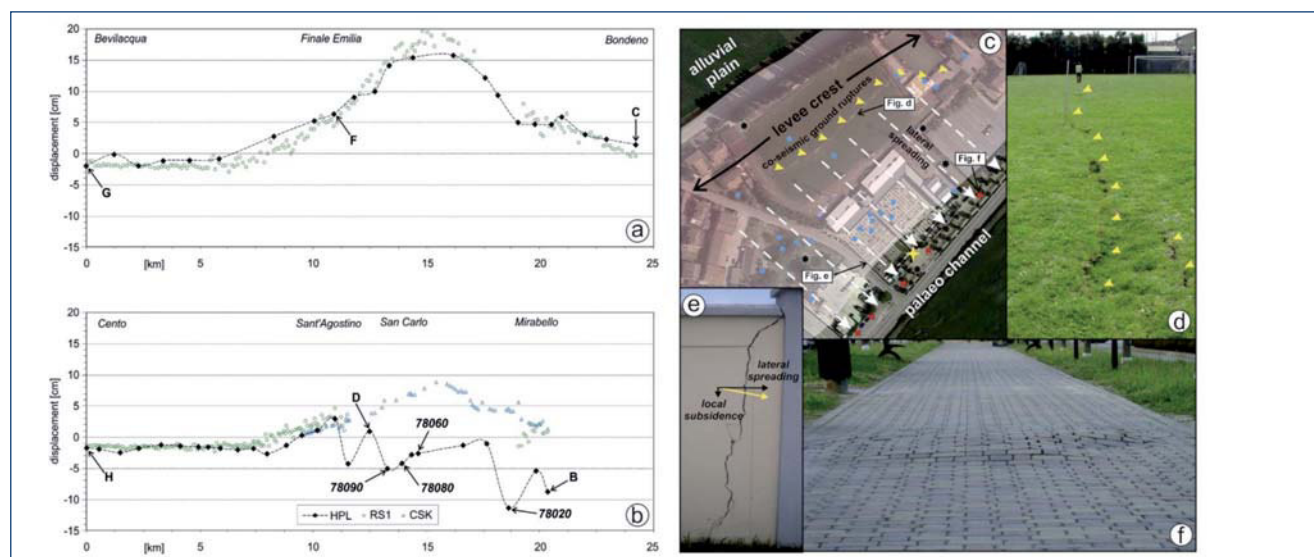 20
15
10
5
0
-5
-10
-15
displacement [cm]
Bevilacqua
Finale Emilia
Bondeno
G
F
C
a
0
[km]
5
10
15
20
25
20
15
10
5
0
-5
-10
-15
displacement [cm]
Cento
Sant'Agostino
San Carlo
Mirabello
D
78060
H
78090
78080
78020
B
HPL RS1 CSK
b
0
[km]
5
10
15
20
25
c
alluvial
plain
levee crest
co-seismic ground ruptures
Fig. d
lateral
spreading
Fig. f
Fig. e
palaeo channel
d
e
lateral
spreading
local
subsidence
f